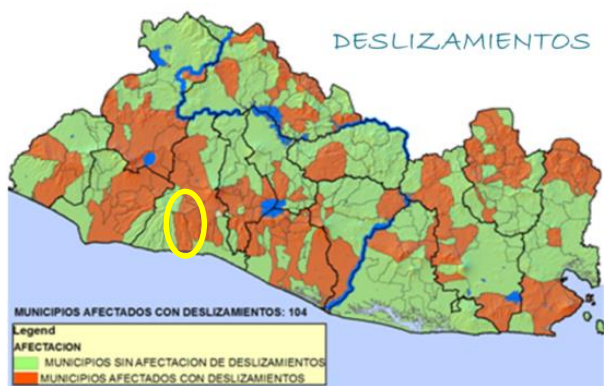 DESLIZAMIENTOS
MUNICIPIOS AFECTADOS CON DESLIZAMIENTOS: 104
Legend
AFECTACION
MUNICIPIOS SIN AFECTACION DE DESLIZAMIENTOS
MUNICIPIOS AFECTADOS CON DESLIZAMIENTOS